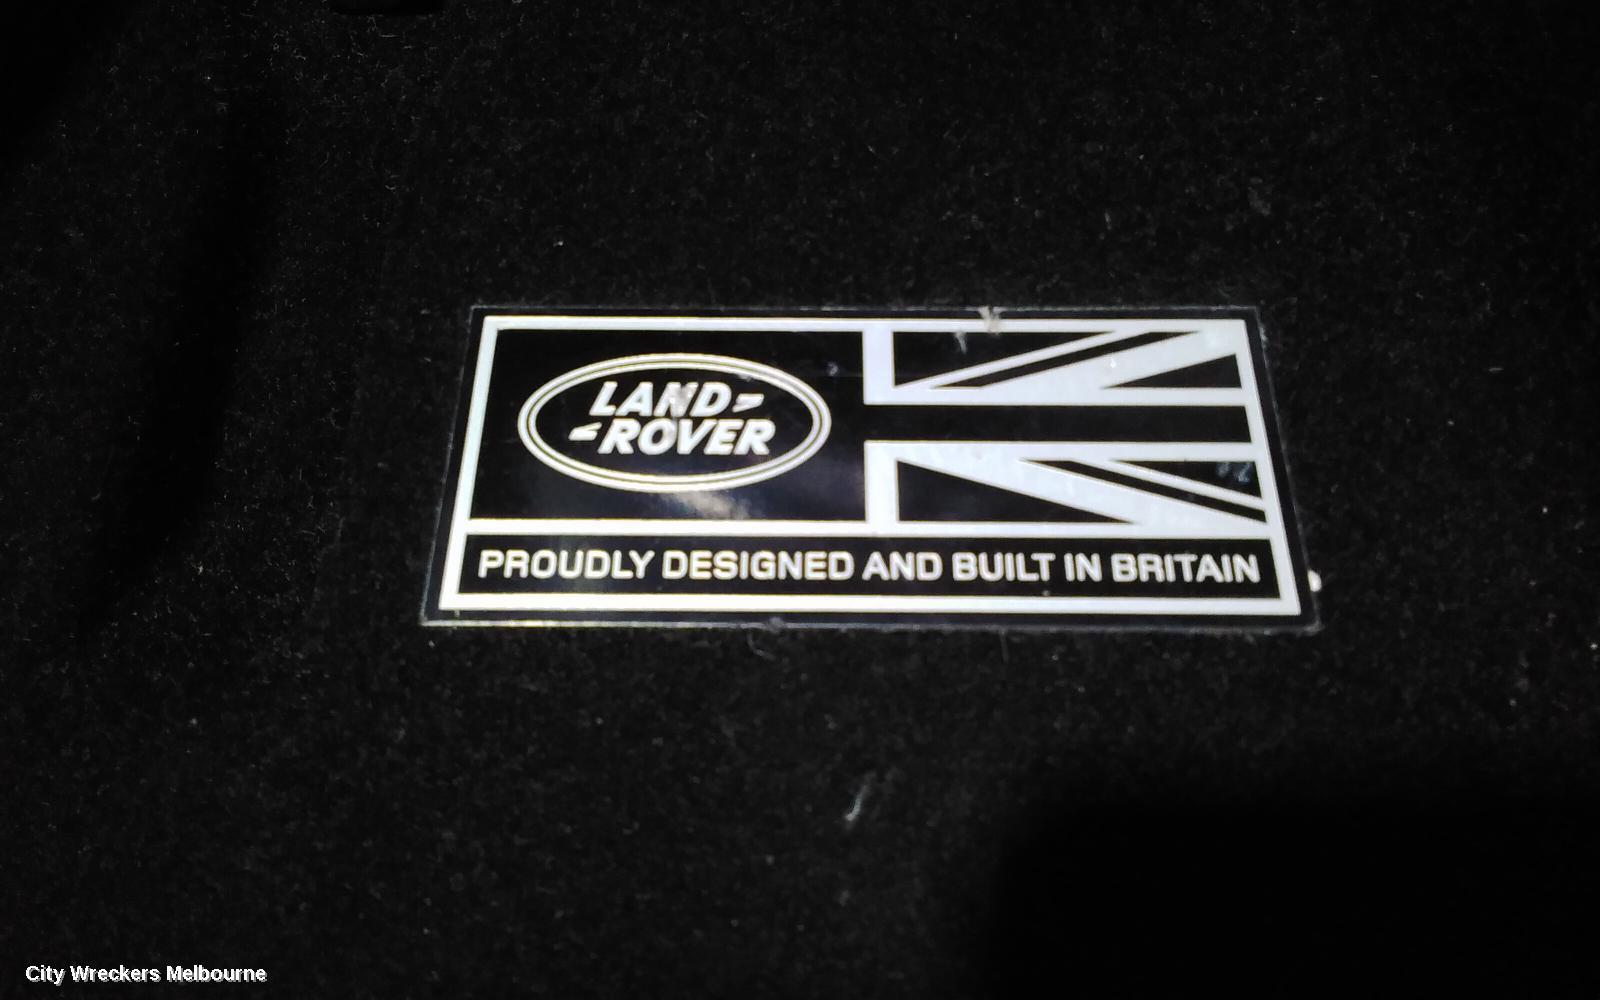 LAND
ROVER
PROUDLY DESIGNED AND BUILT IN BRITAIN
City Wreckers Melbourne